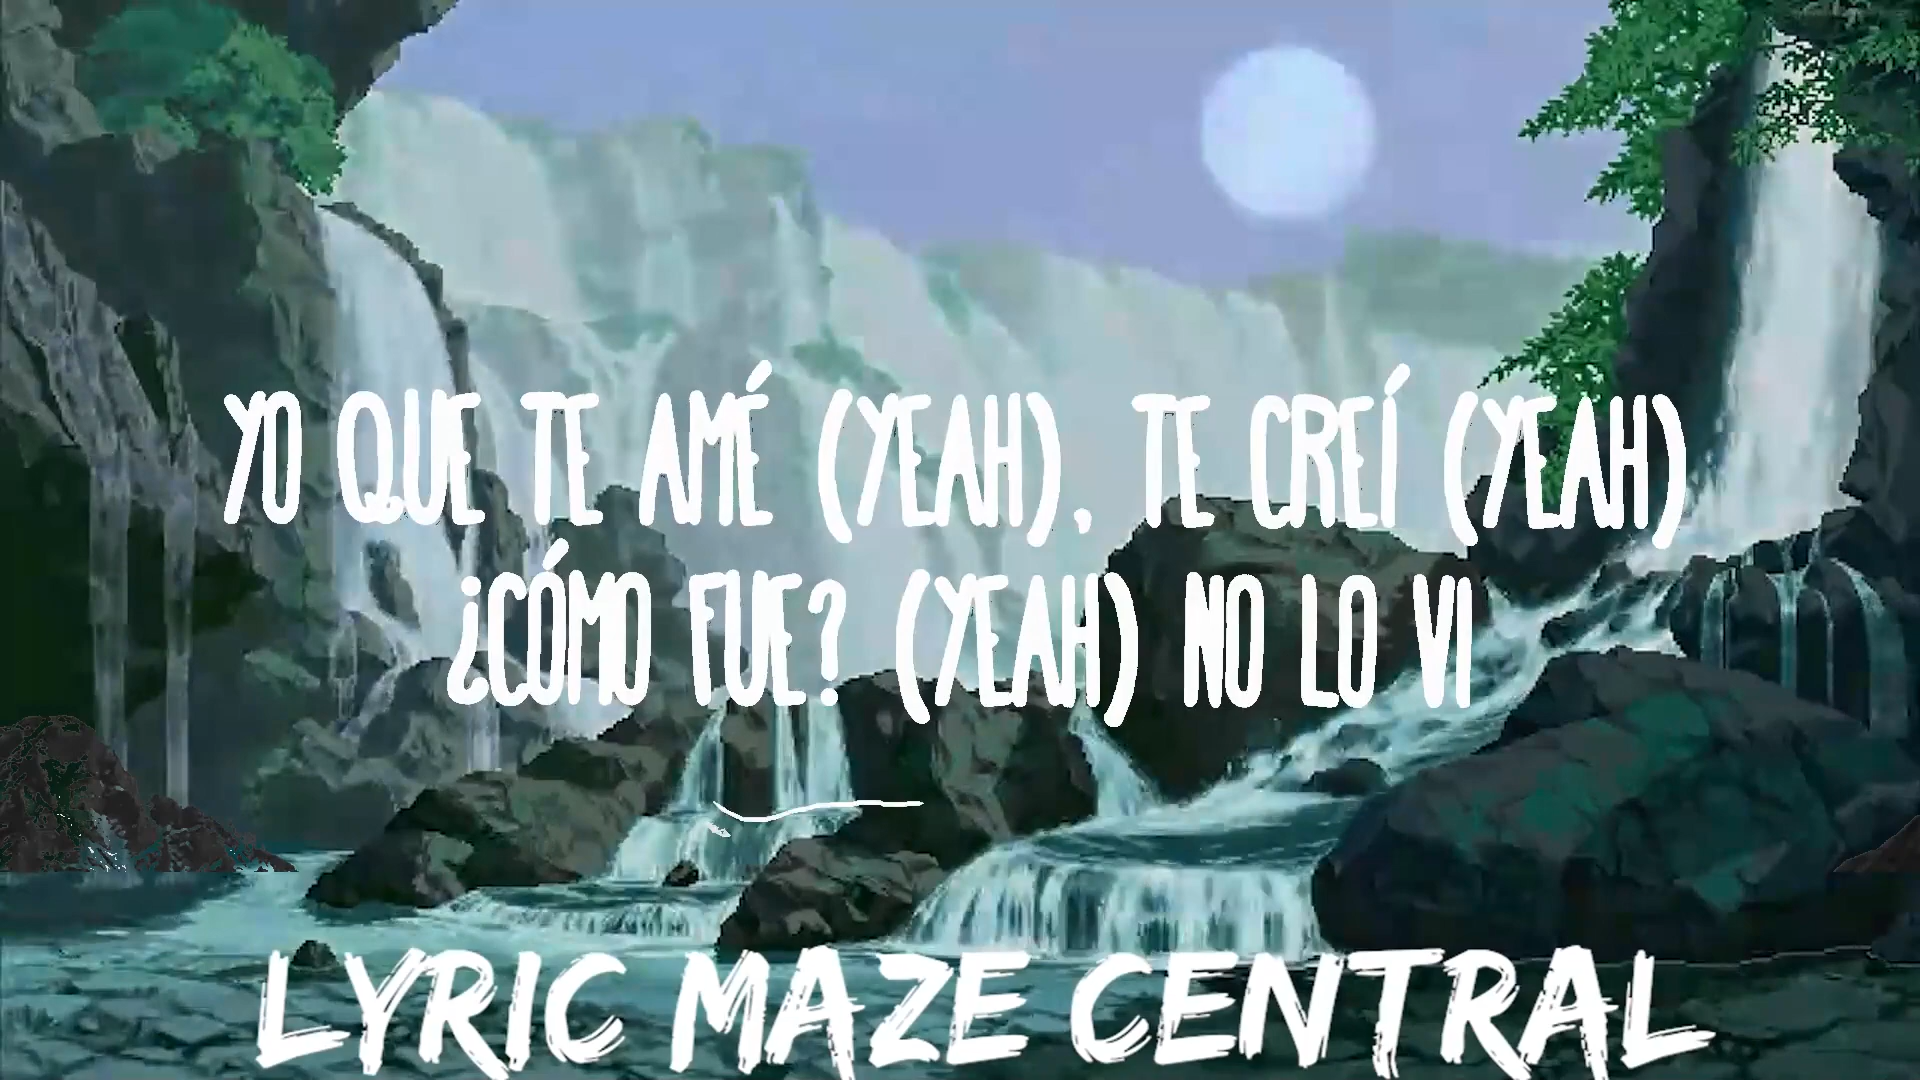 YO QUE TE AMÉ (YEAH), TE CREÍ (YEAH)
¿CÓMO FUE? (YEAH) NO LO VI
LYRIC MAZE CENTRAL